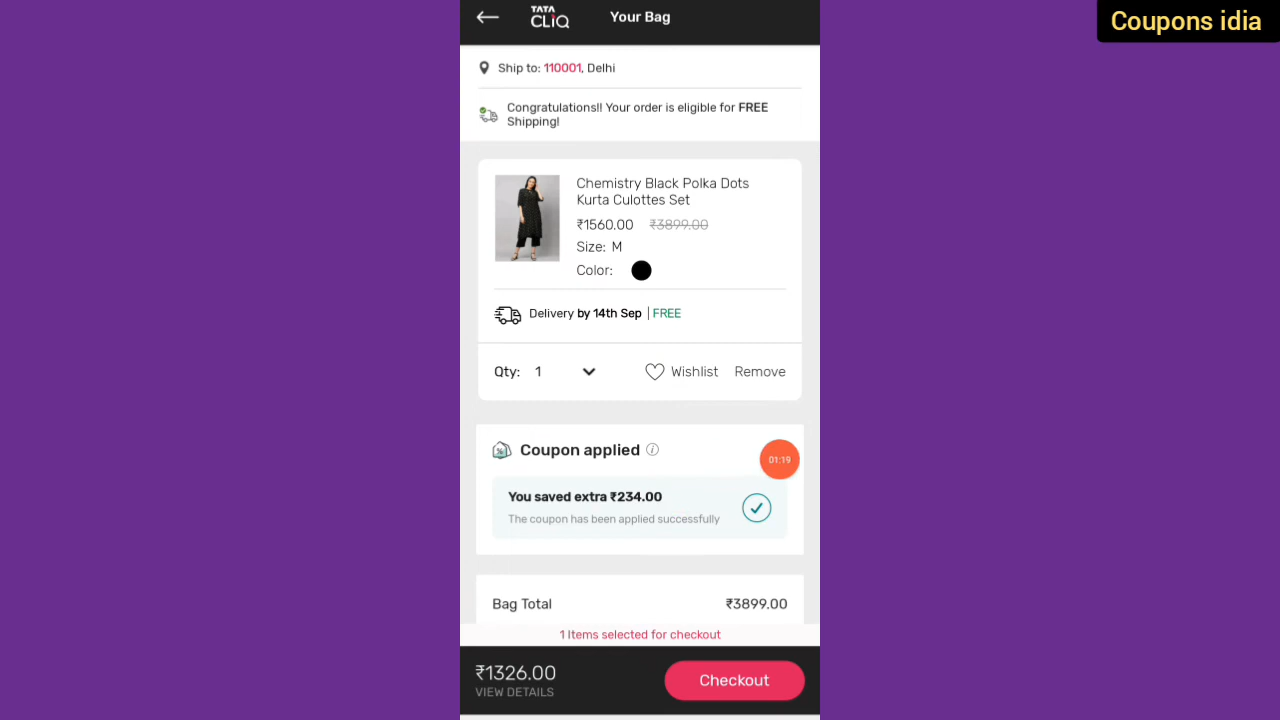 Coupons idia
TATA
CLiQ
Your Bag
Ship to: 110001, Delhi
Congratulations!! Your order is eligible for FREE
Shipping!
Chemistry Black Polka Dots
Kurta Culottes Set
₹1560.00 ₹3899.00
Size: M
Color:
Delivery by 14th Sep | FREE
Qty: 1 Wishlist Remove
Coupon applied
01:19
You saved extra ₹234.00
The coupon has been applied successfully
Bag Total ₹3899.00
1 Items selected for checkout
₹1326.00
VIEW DETAILS
Checkout